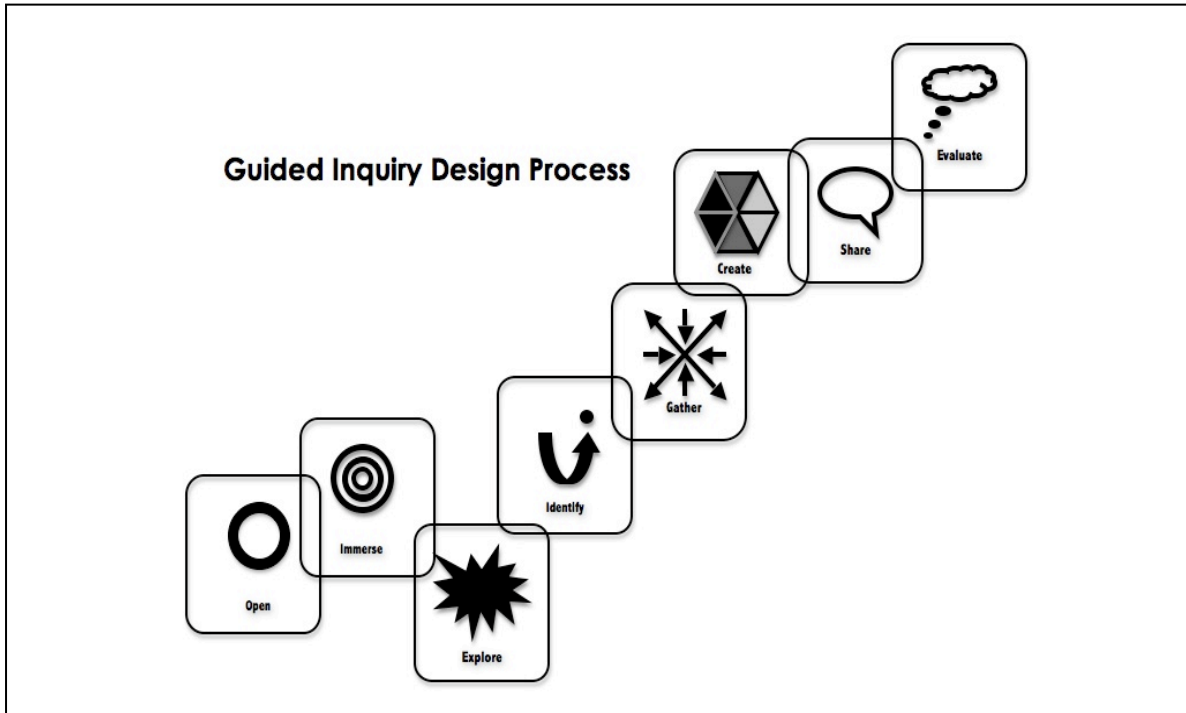 Guided Inquiry Design Process
Open
Immerse
Explore
Identify
Gather
Create
Share
Evaluate